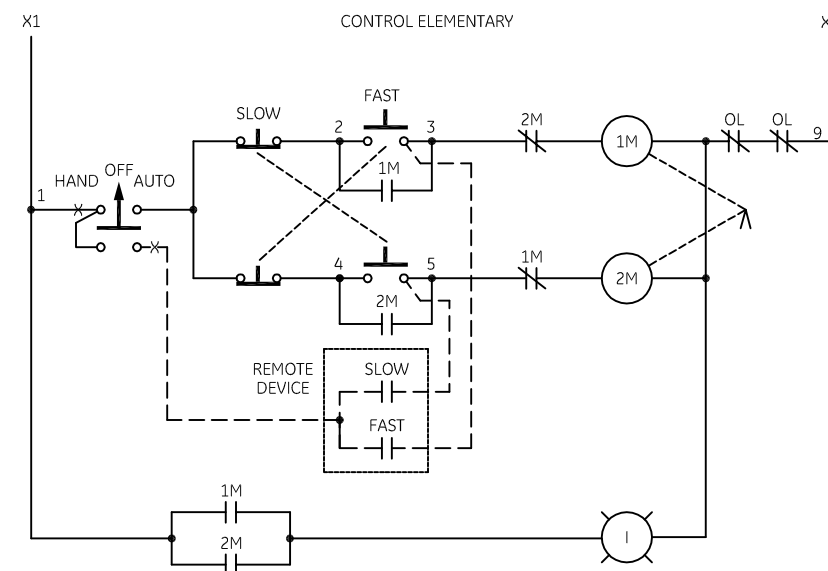 X1 CONTROL ELEMENTARY
FAST
SLOW
2 3 2M 1M OL OL 9
1M
HAND OFF AUTO
1 X
X
4 5 1M 2M
2M
REMOTE DEVICE
SLOW
FAST
1M
2M I